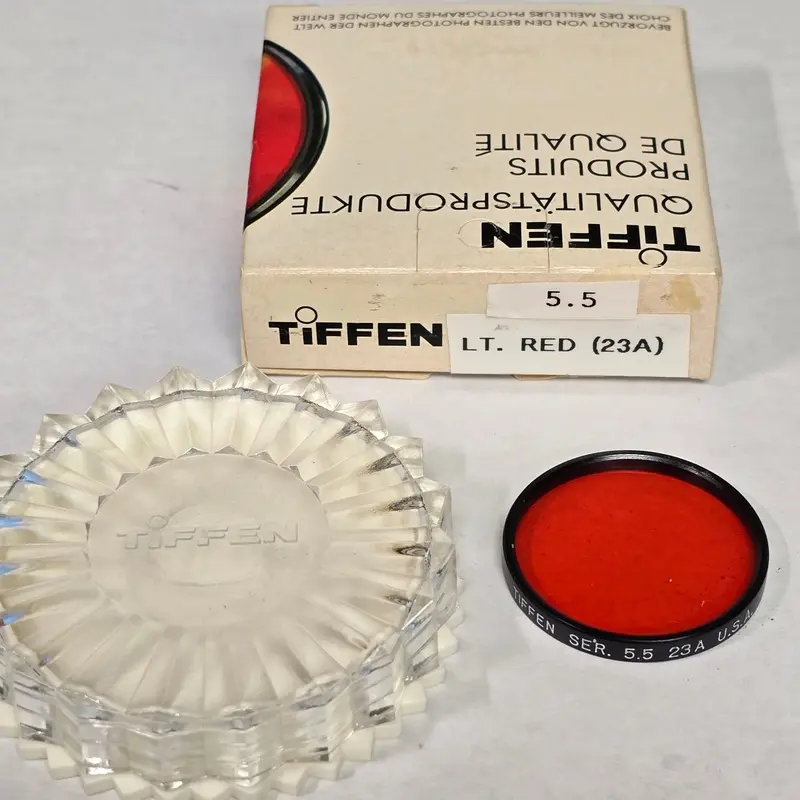 BEVORZUGT VON DEN BESTEN PHOTOGRAPHEN DER WELT
CHOIX DES MEILLEURS PHOTOGRAPHES DU MONDE ENTIER
TiFFEN
QUALITÄTSPRODUKTE
PRODUITS
DE QUALITÉ
5.5
TiFFEN
LT. RED (23A)
TiFFEN
TIFFEN SER. 5.5 23A U.S.A.